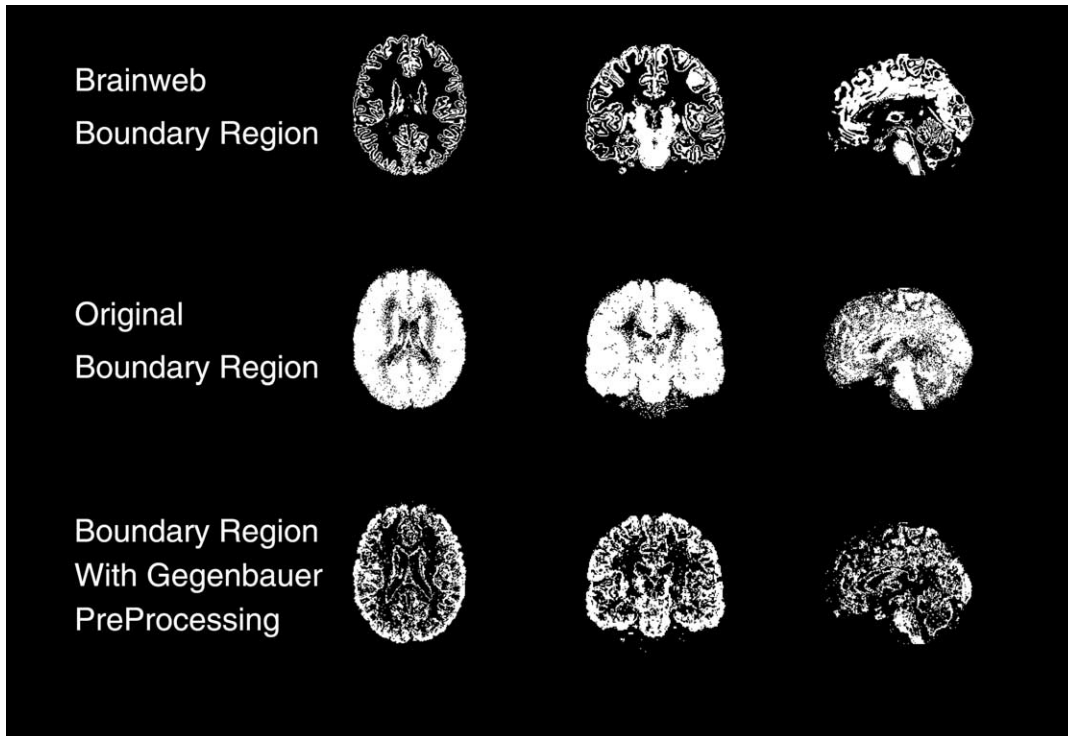 Brainweb
Boundary Region
Original
Boundary Region
Boundary Region
With Gegenbauer
PreProcessing